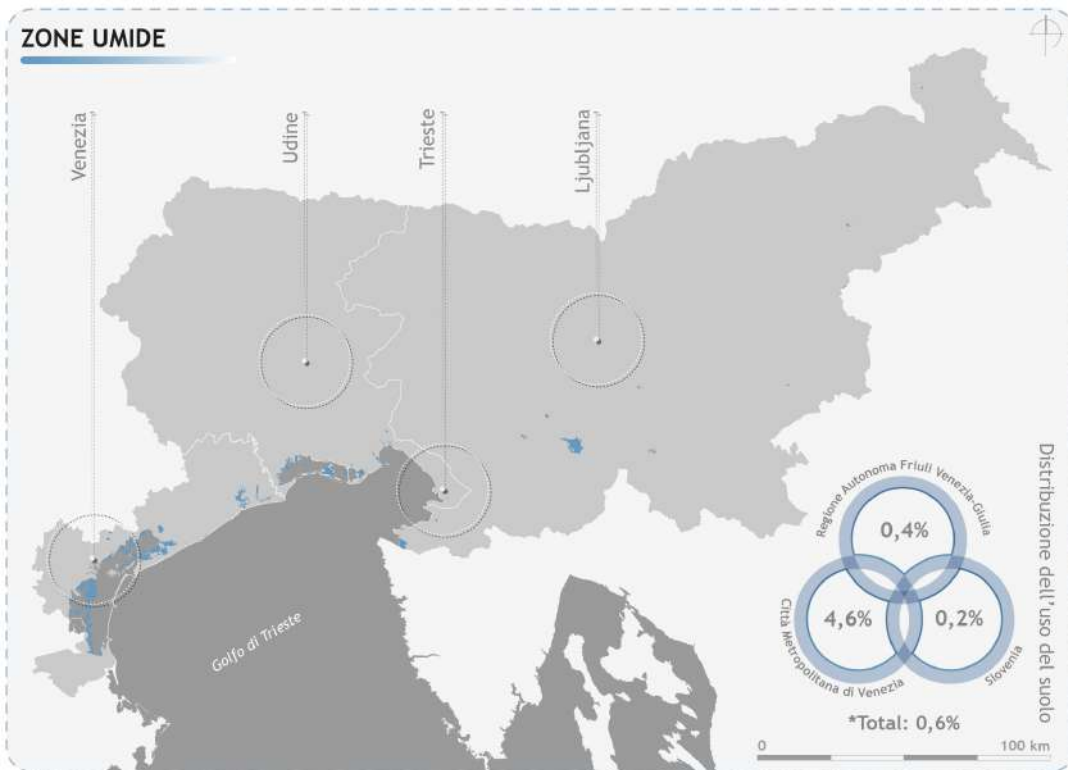 ZONE UMIDE
Venezia
Udine
Trieste
Ljubljana
Golfo di Trieste
Distribuzione dell'uso del suolo
Regione Autonoma Friuli Venezia-Giulia
0,4%
4,6%
0,2%
Città Metropolitana di Venezia
Slovenia
*Total: 0,6%
0
100 km